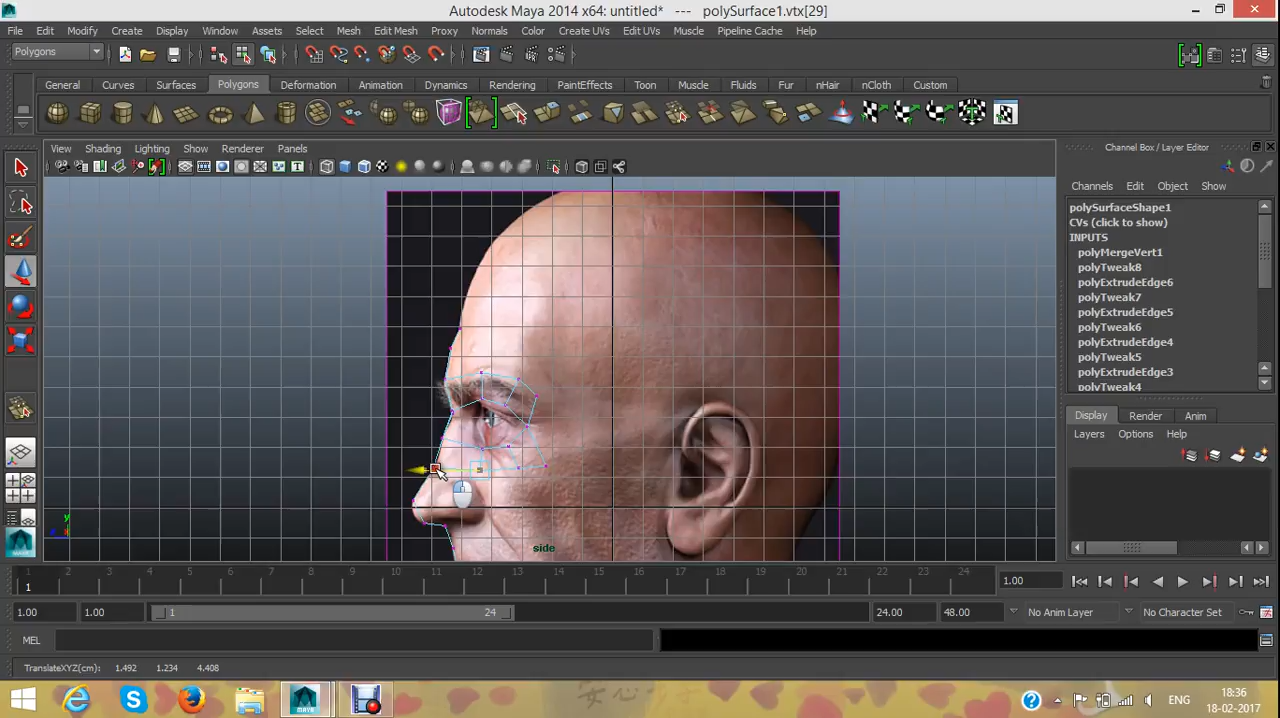 Autodesk Maya 2014 x64: untitled* --- polySurface1.vtx[29]
File Edit Modify Create Display Window Assets Select Mesh Edit Mesh Proxy Normals Color Create UVs Edit UVs Muscle Pipeline Cache Help
Polygons
General Curves Surfaces Polygons Deformation Animation Dynamics Rendering PaintEffects Toon Muscle Fluids Fur nHair nCloth Custom
View Shading Lighting Show Renderer Panels
Channel Box / Layer Editor
Channels Edit Object Show
polySurfaceShape1
CVs (click to show)
INPUTS
polyMergeVert1
polyTweak8
polyExtrudeEdge6
polyTweak7
polyExtrudeEdge5
polyTweak6
polyExtrudeEdge4
polyTweak5
polyExtrudeEdge3
polyTweak4
Display Render Anim
Layers Options Help
y
side
1 2 3 4 5 6 7 8 9 10 11 12 13 14 15 16 17 18 19 20 21 22 23 24
1
1.00
1.00 1.00 1 24 24.00 48.00 No Anim Layer No Character Set
MEL
TranslateXYZ(cm): 1.492 1.234 4.408
安心
MAYA
ENG
18:36
18-02-2017